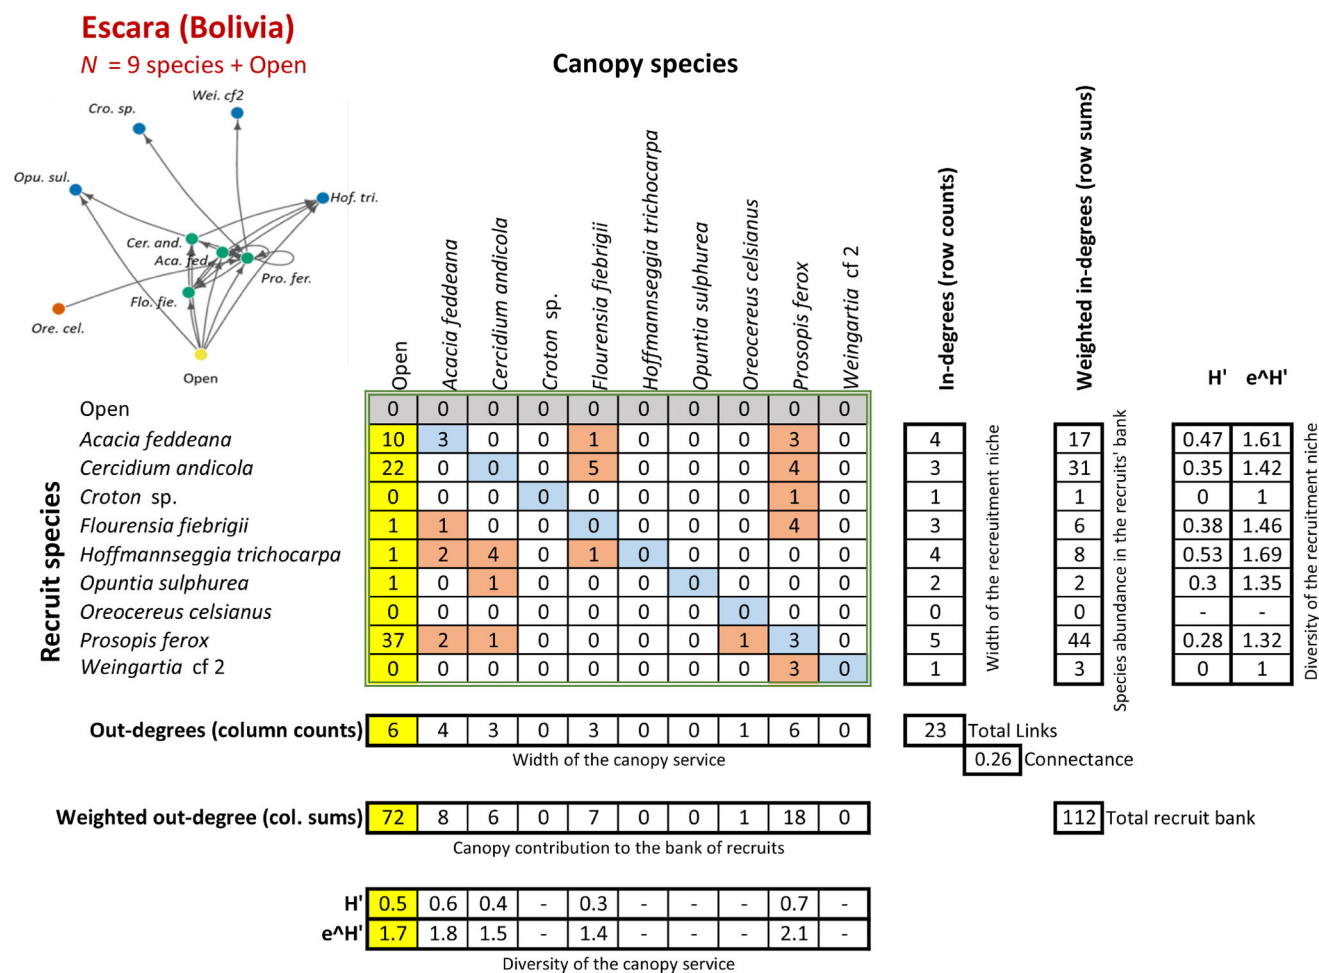 Escara (Bolivia)
N = 9 species + Open
Canopy species
Wei. cf2
Cro. sp.
Opu. sul.
Hof. tri.
Cer. and.
Aca. fed.
Pro. fer.
Flo. fie.
Ore. cel.
Open
Open
Acacia feddeana
Cercidium andicola
Croton sp.
Flourensia fiebrigii
Hoffmannseggia trichocarpa
Opuntia sulphurea
Oreocereus celsianus
Prosopis ferox
Weingartia cf 2
In-degrees (row counts)
Weighted in-degrees (row sums)
H' e^H'
Recruit species
Open 0 0 0 0 0 0 0 0 0 0
Acacia feddeana 10 3 0 0 1 0 0 0 3 0 4 17 0.47 1.61
Cercidium andicola 22 0 0 0 5 0 0 0 4 0 3 31 0.35 1.42
Croton sp. 0 0 0 0 0 0 0 0 1 0 1 1 0 1
Flourensia fiebrigii 1 1 0 0 0 0 0 0 4 0 3 6 0.38 1.46
Hoffmannseggia trichocarpa 1 2 4 0 1 0 0 0 0 0 4 8 0.53 1.69
Opuntia sulphurea 1 0 1 0 0 0 0 0 0 0 2 2 0.3 1.35
Oreocereus celsianus 0 0 0 0 0 0 0 0 0 0 0 0 - -
Prosopis ferox 37 2 1 0 0 0 0 1 3 0 5 44 0.28 1.32
Weingartia cf 2 0 0 0 0 0 0 0 0 3 0 1 3 0 1
Width of the recreuitment niche
Species abundance in the recruits' bank
Diversity of the recruitment niche
Out-degrees (column counts) 6 4 3 0 3 0 0 1 6 0 23 Total Links
Width of the canopy service
0.26 Connectance
Weighted out-degree (col. sums) 72 8 6 0 7 0 0 1 18 0 112 Total recruit bank
Canopy contribution to the bank of recruits
H' 0.5 0.6 0.4 - 0.3 - - - 0.7 -
e^H' 1.7 1.8 1.5 - 1.4 - - - 2.1 -
Diversity of the canopy service